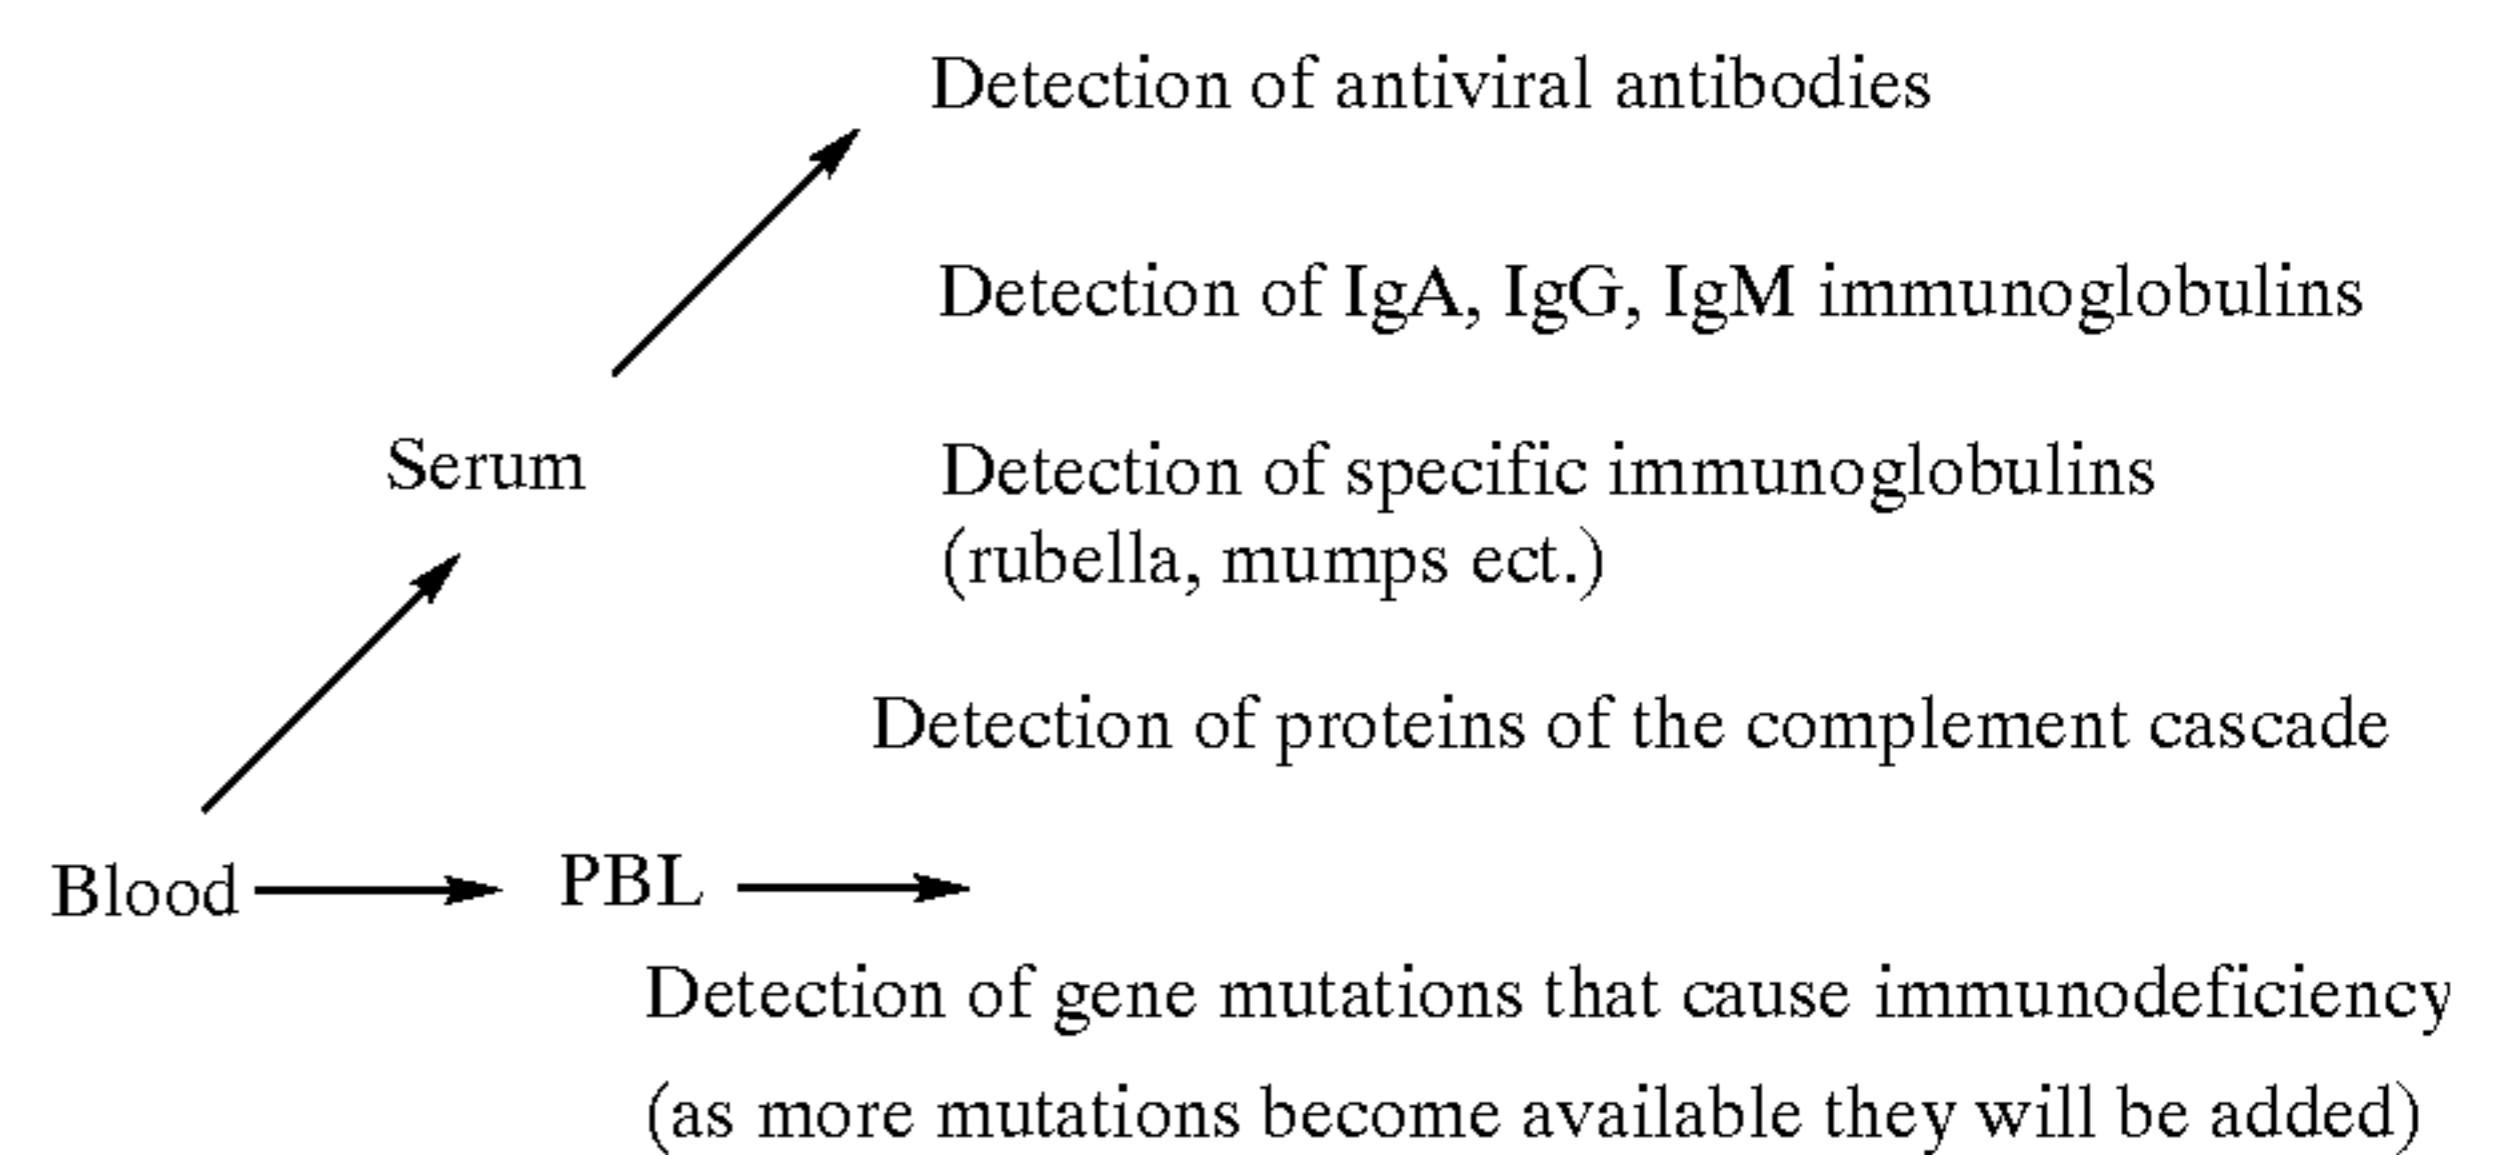 Detection of antiviral antibodies
Detection of IgA, IgG, IgM immunoglobulins
Serum
Detection of specific immunoglobulins
(rubella, mumps ect.)
Detection of proteins of the complement cascade
Blood
PBL
Detection of gene mutations that cause immunodeficiency
(as more mutations become available they will be added)